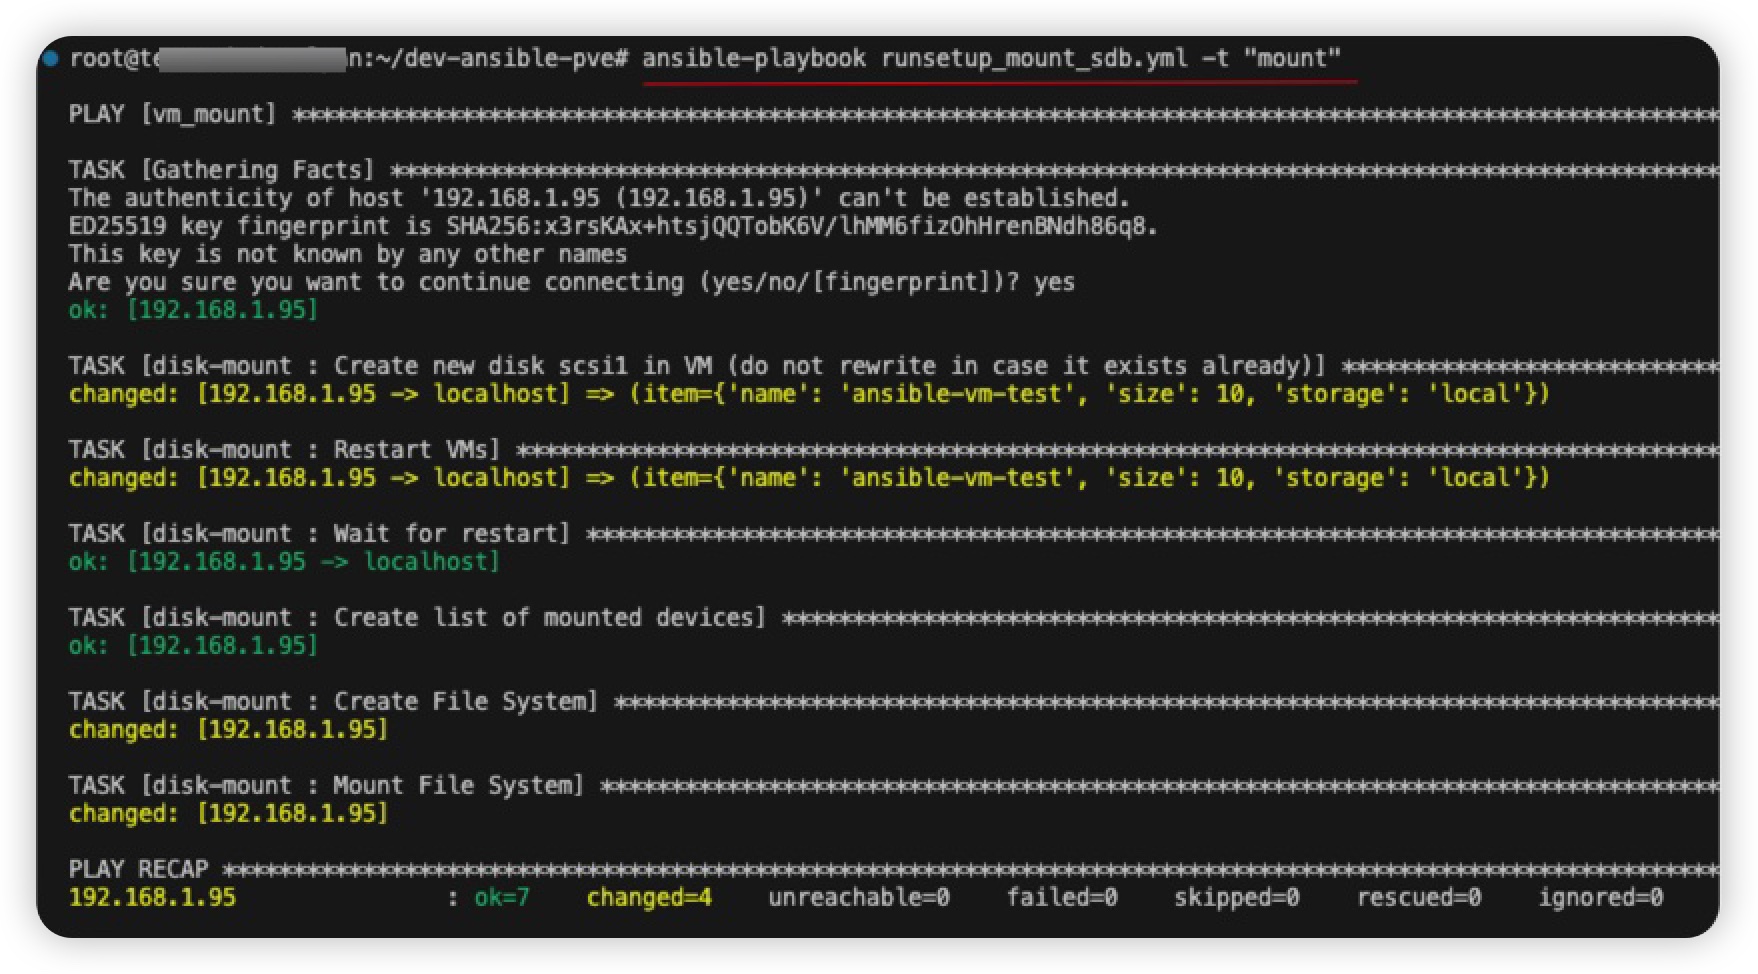 root@te n:~/dev-ansible-pve# ansible-playbook runsetup_mount_sdb.yml -t "mount"
PLAY [vm_mount] ******************************************************************************************************
TASK [Gathering Facts] ********************************************************************************************
The authenticity of host '192.168.1.95 (192.168.1.95)' can't be established.
ED25519 key fingerprint is SHA256:x3rsKAx+htsjQQTobK6V/lhMM6fizOhHrenBNdh86q8.
This key is not known by any other names
Are you sure you want to continue connecting (yes/no/[fingerprint])? yes
ok: [192.168.1.95]
TASK [disk-mount : Create new disk scsi1 in VM (do not rewrite in case it exists already)] ***************************
changed: [192.168.1.95 -> localhost] => (item={'name': 'ansible-vm-test', 'size': 10, 'storage': 'local'})
TASK [disk-mount : Restart VMs] **************************************************************************************
changed: [192.168.1.95 -> localhost] => (item={'name': 'ansible-vm-test', 'size': 10, 'storage': 'local'})
TASK [disk-mount : Wait for restart] *********************************************************************************
ok: [192.168.1.95 -> localhost]
TASK [disk-mount : Create list of mounted devices] *******************************************************************
ok: [192.168.1.95]
TASK [disk-mount : Create File System] *******************************************************************************
changed: [192.168.1.95]
TASK [disk-mount : Mount File System] ********************************************************************************
changed: [192.168.1.95]
PLAY RECAP ***********************************************************************************************************
192.168.1.95 : ok=7 changed=4 unreachable=0 failed=0 skipped=0 rescued=0 ignored=0